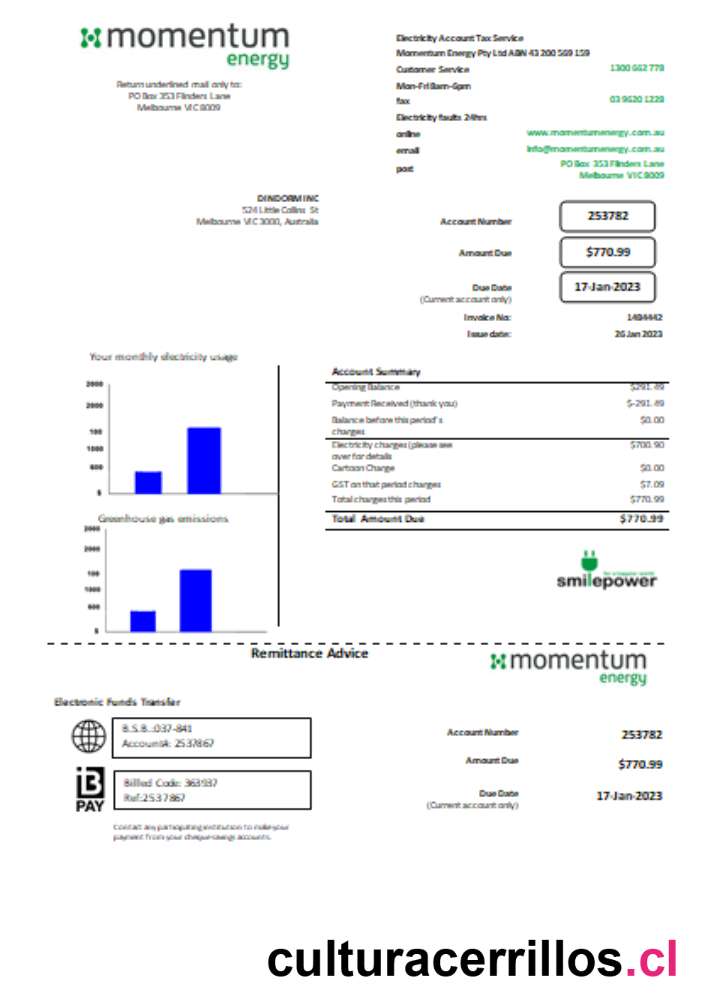 momentum
energy
Return underlined mail only to:
PO Box 353 Flinders Lane
Melbourne VIC 8009
Electricity Account Tax Service
Momentum Energy Pty Ltd ABN 43 200 569 159
Customer Service 1300 662 778
Mon-Fri 8am-6pm
fax 03 9620 1228
Electricity faults 24hrs
online www.momentumenergy.com.au
email info@momentumenergy.com.au
post PO Box 353 Flinders Lane
Melbourne VIC 8009
DINDORM INC
524 Little Collins St
Melbourne VIC 3000, Australia
Account Number 253782
Amount Due $770.99
Due Date 17-Jan-2023
(Current account only)
Invoice No: 1484442
Issue date: 26 Jan 2023
Your monthly electricity usage
2000
2000
100
1000
600
$
Greenhouse gas emissions
2000
2000
100
1000
600
$
Account Summary
Opening Balance $291.49
Payment Received (thank you) $-291.49
Balance before this period's $0.00
charges
Electricity charges (please see $700.90
over for details
Cartoon Charge $0.00
GST on that period charges $7.09
Total charges this period $770.99
Total Amount Due $770.99
smilepower
Remittance Advice
momentum
energy
Electronic Funds Transfer
B.S.B.:037-841
Account#: 2537867
B
PAY
Billed Code: 363937
Ref:2537867
Contact any participating institution to make your
payment from your cheque-savings accounts.
Account Number 253782
Amount Due $770.99
Due Date 17-Jan-2023
(Current account only)
culturacerrillos.cl